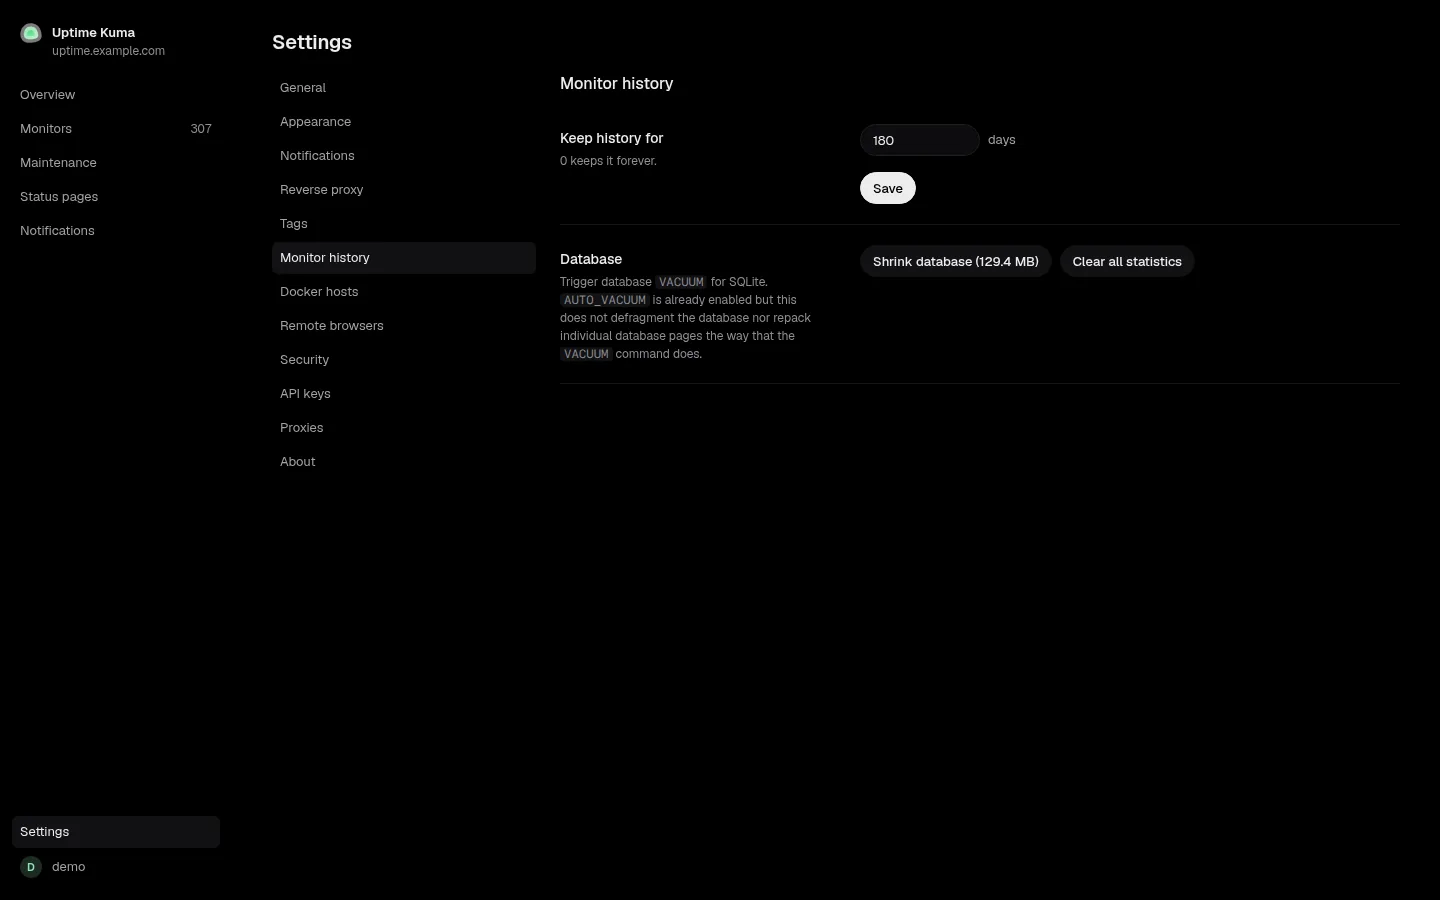 Uptime Kuma
uptime.example.com
Overview
Monitors 307
Maintenance
Status pages
Notifications
Settings
D demo
Settings
General
Appearance
Notifications
Reverse proxy
Tags
Monitor history
Docker hosts
Remote browsers
Security
API keys
Proxies
About
Monitor history
Keep history for
0 keeps it forever.
180 days
Save
Database
Trigger database VACUUM for SQLite.
AUTO_VACUUM is already enabled but this
does not defragment the database nor repack
individual database pages the way that the
VACUUM command does.
Shrink database (129.4 MB) Clear all statistics